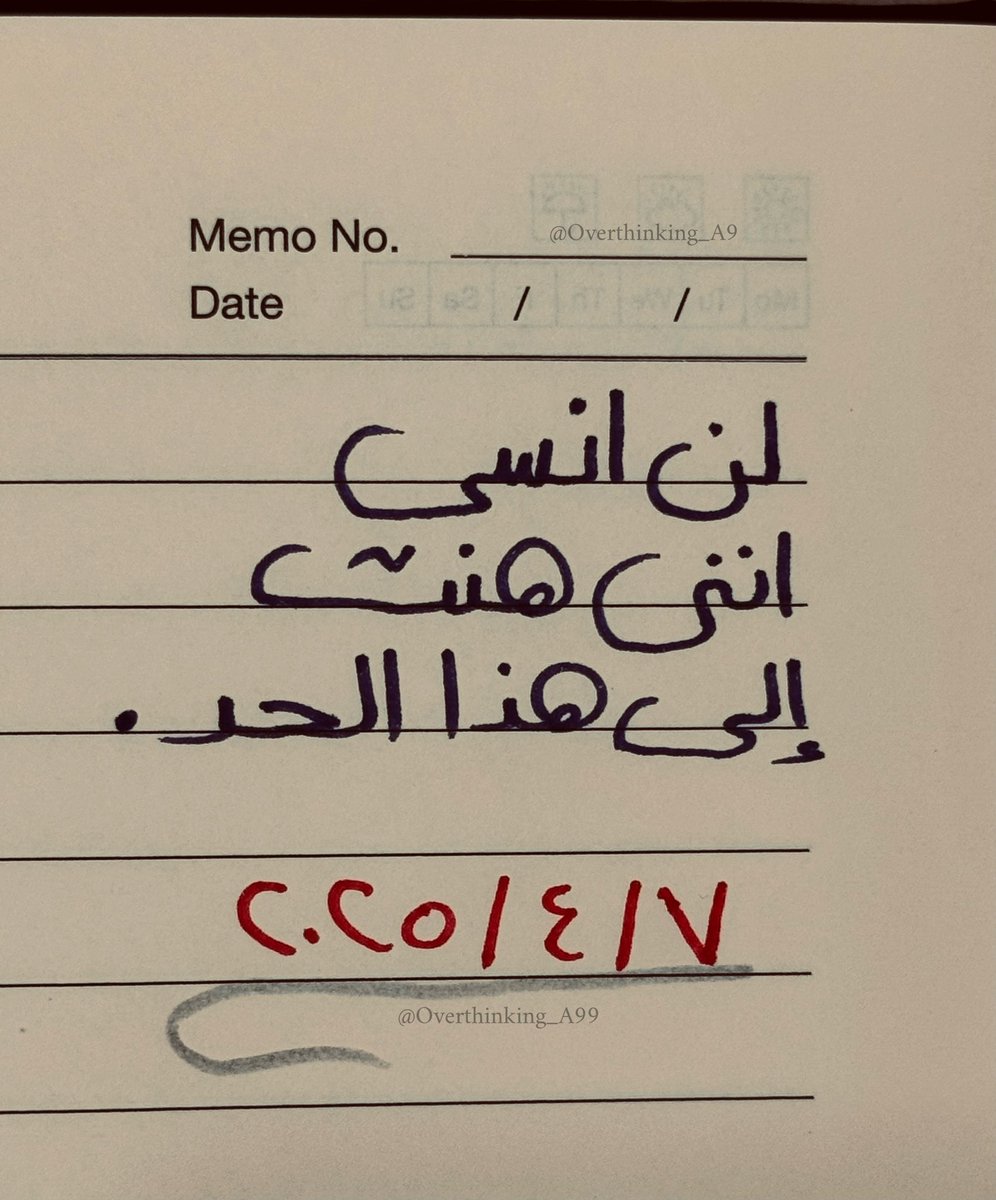 @Overthinking_A9
Memo No.
Date / /
لن انسى
انني هنت
إلى هذا الحد .
٢٠٢٥/٤/٧
@Overthinking_A99